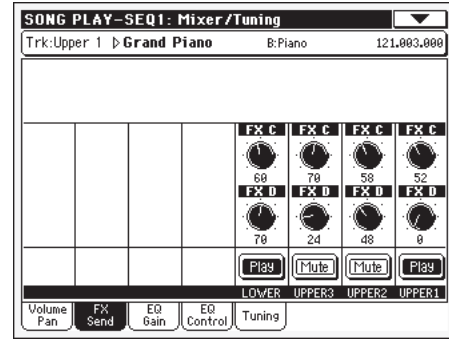 SONG PLAY-SEQ1: Mixer/Tuning
Trk:Upper 1 ▷Grand Piano B:Piano 121.003.000
FX C FX C FX C FX C
60 70 58 52
FX D FX D FX D FX D
70 24 48 0
Play Mute Mute Play
LOWER UPPER3 UPPER2 UPPER1
Volume Pan FX Send EQ Gain EQ Control Tuning